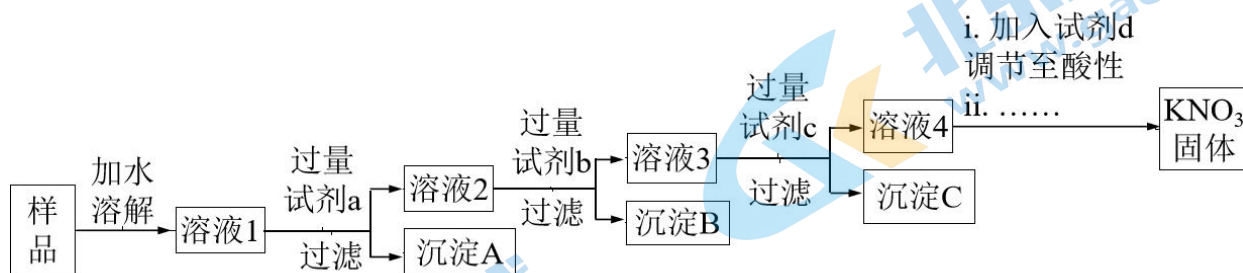 样
品
加水
溶解
溶液1
过量
试剂a
过滤
溶液2
沉淀A
过量
试剂b
过滤
溶液3
沉淀B
过量
试剂c
过滤
溶液4
沉淀C
i. 加入试剂d
调节至酸性
ii. ……
KNO₃
固体